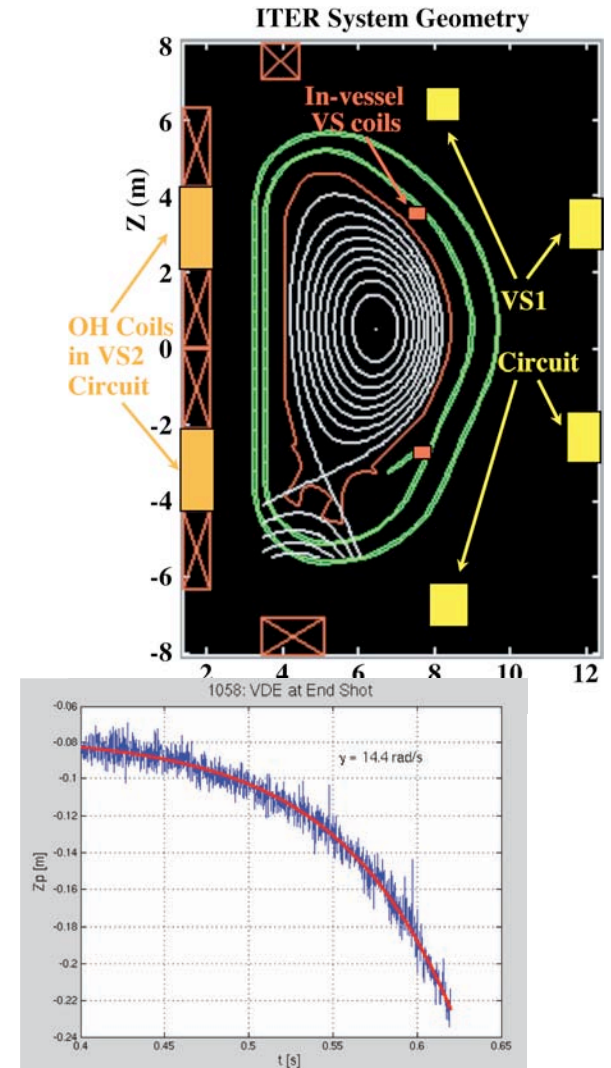 ITER System Geometry
8
6
4
2
0
-2
-4
-6
-8
Z (m)
In-vessel
VS coils
OH Coils
in VS2
Circuit
VS1
Circuit
2
4
6
8
10
12
1058: VDE at End Shot
-0.06
-0.08
-0.1
-0.12
-0.14
-0.16
-0.18
-0.2
-0.22
-0.24
Zp [m]
γ = 14.4 rad/s
0.4
0.45
0.5
0.55
0.6
0.65
t [s]